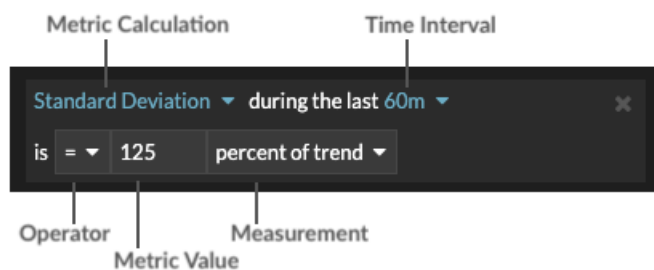 Metric Calculation
Time Interval
Standard Deviation during the last 60m
is = 125 percent of trend
Operator
Measurement
Metric Value